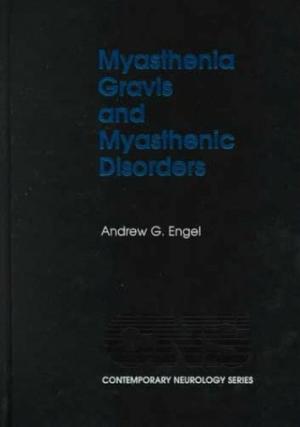 Myasthenia
Gravis
and
Myasthenic
Disorders
Andrew G. Engel
CNS
CONTEMPORARY NEUROLOGY SERIES